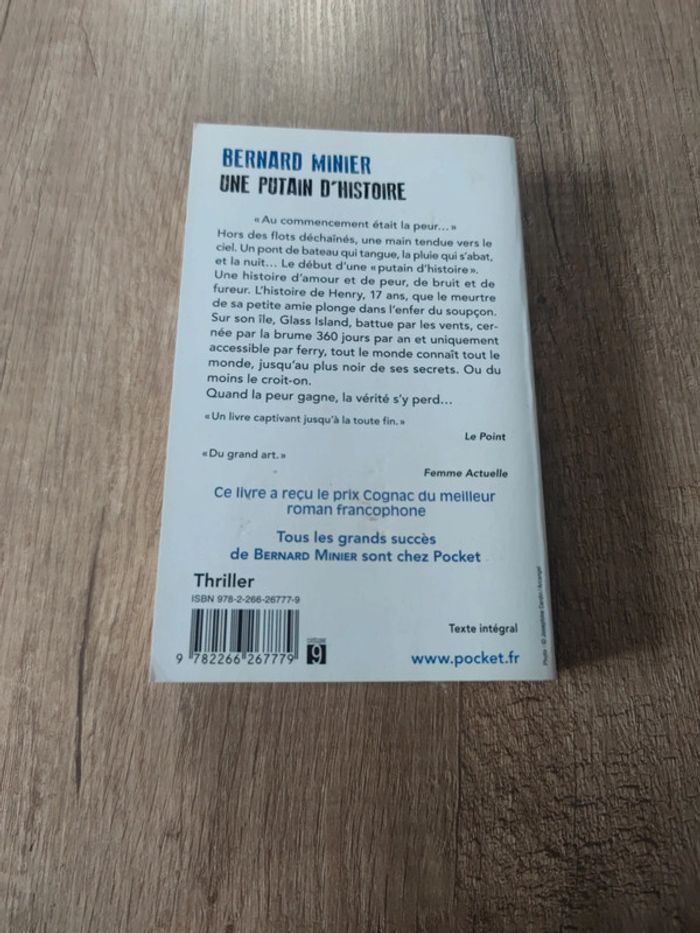 BERNARD MINIER
UNE PUTAIN D'HISTOIRE
« Au commencement était la peur... »
Hors des flots déchaînés, une main tendue vers le
ciel. Un pont de bateau qui tangue, la pluie qui s'abat,
et la nuit... Le début d'une « putain d'histoire ».
Une histoire d'amour et de peur, de bruit et de
fureur. L'histoire de Henry, 17 ans, que le meurtre
de sa petite amie plonge dans l'enfer du soupçon.
Sur son île, Glass Island, battue par les vents, cer-
née par la brume 360 jours par an et uniquement
accessible par ferry, tout le monde connaît tout le
monde, jusqu'au plus noir de ses secrets. Ou du
moins le croit-on.
Quand la peur gagne, la vérité s'y perd...
« Un livre captivant jusqu'à la toute fin. »
Le Point
« Du grand art. »
Femme Actuelle
Ce livre a reçu le prix Cognac du meilleur
roman francophone
Tous les grands succès
de BERNARD MINIER sont chez Pocket
Thriller
ISBN 978-2-266-26777-9
9 782266 267779
catégorie 9
Texte intégral
www.pocket.fr
Photo : © Josephine Cardin / Arcangel